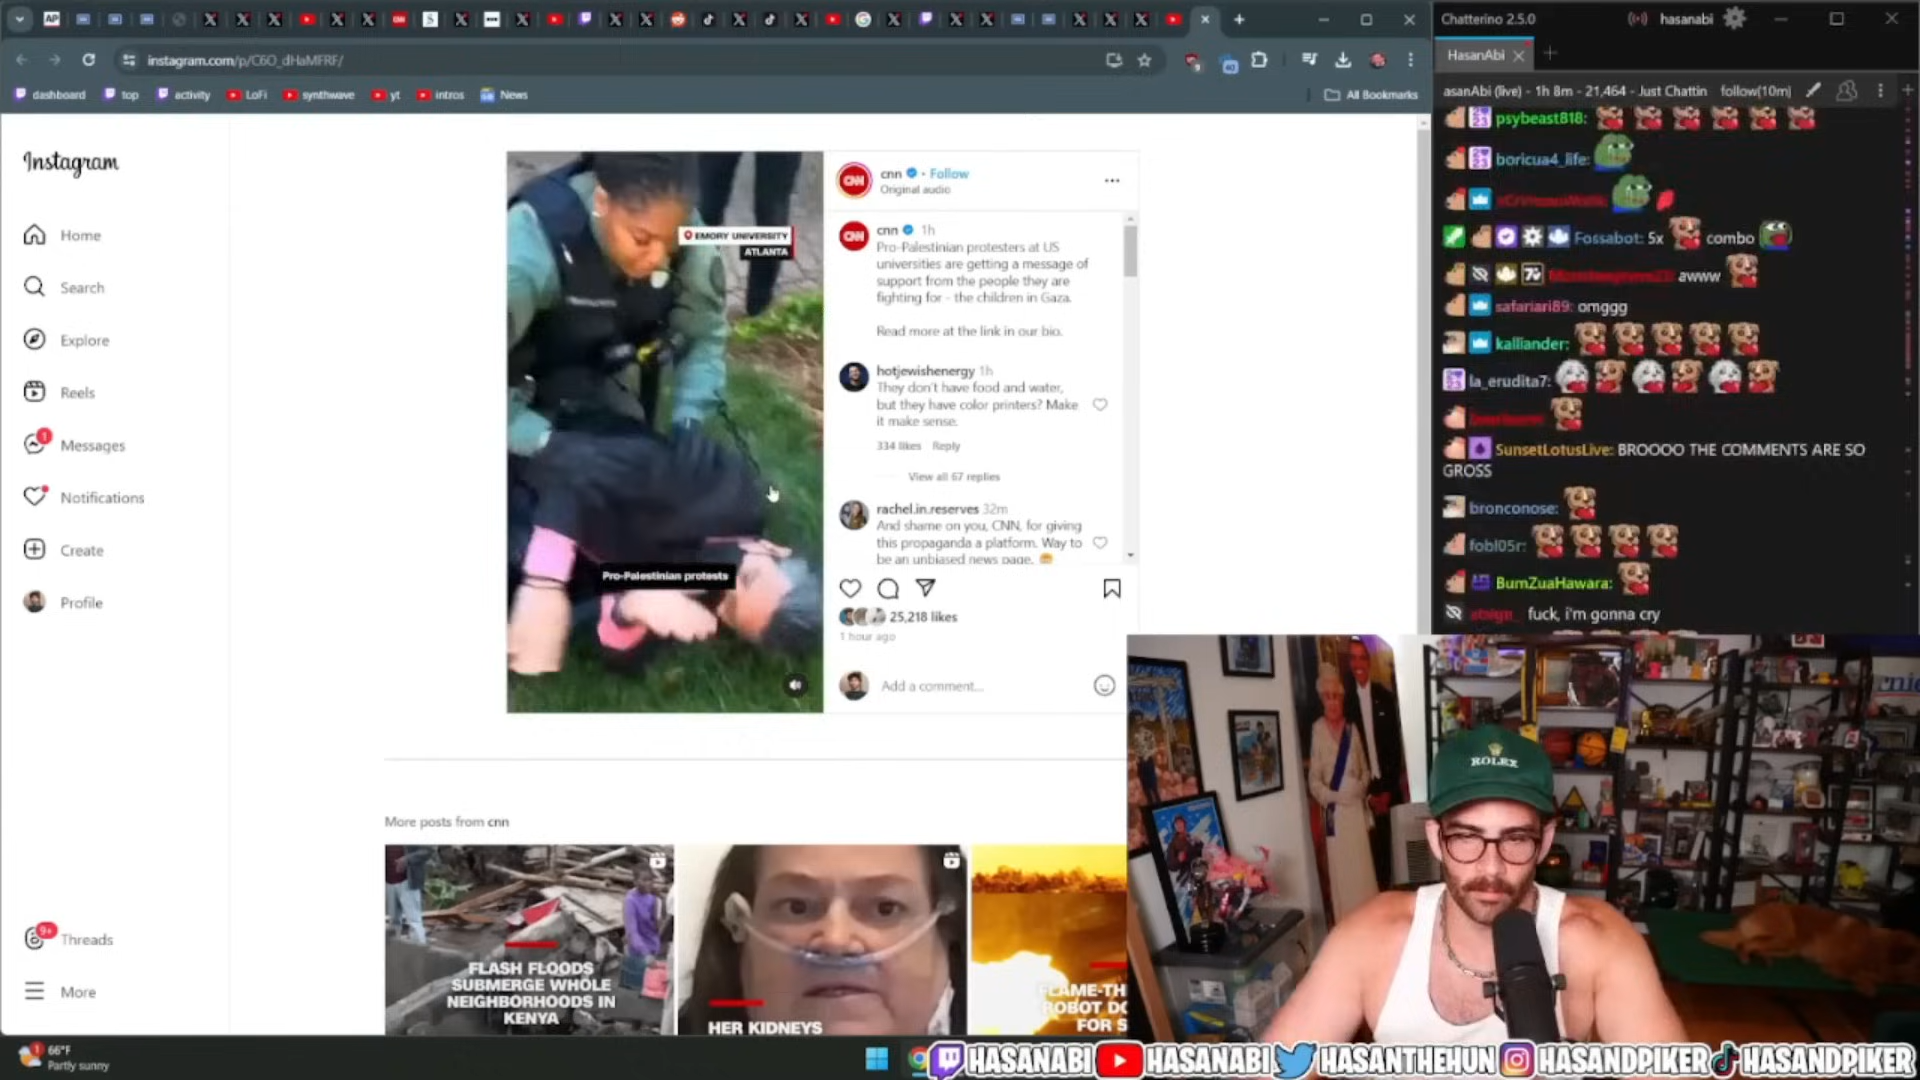 instagram.com/p/C6O_dHaMFRF/
dashboard
top
activity
LoFi
synthwave
yt
intros
News
All Bookmarks
Instagram
Home
Search
Explore
Reels
1
Messages
Notifications
Create
Profile
9+
Threads
More
EMORY UNIVERSITY
ATLANTA
Pro-Palestinian protests
CNN
cnn • Follow
Original audio
CNN
cnn 1h
Pro-Palestinian protesters at US
universities are getting a message of
support from the people they are
fighting for - the children in Gaza.
Read more at the link in our bio.
hotjewishenergy 1h
They don't have food and water,
but they have color printers? Make
it make sense.
334 likes Reply
View all 67 replies
rachel.in.reserves 32m
And shame on you, CNN, for giving
this propaganda a platform. Way to
be an unbiased news page.
25,218 likes
1 hour ago
Add a comment...
More posts from cnn
FLASH FLOODS
SUBMERGE WHOLE
NEIGHBORHOODS IN
KENYA
HER KIDNEYS
FLAME-TH
ROBOT DO
FOR S
1
66°F
Partly sunny
Chatterino 2.5.0
hasanabi
HasanAbi
asanAbi (live) - 1h 8m - 21,464 - Just Chattin follow(10m)
psybeast818:
boricua4_life:
Fossabot: 5x combo
awww
safariari89: omggg
kalliander:
la_erudita7:
SunsetLotusLive: BROOOO THE COMMENTS ARE SO
GROSS
bronconose:
fobl05r:
BumZuaHawara:
fuck, i'm gonna cry
ROLEX
HASANABI HASANABI HASANTHEHUN HASANDPIKER HASANDPIKER